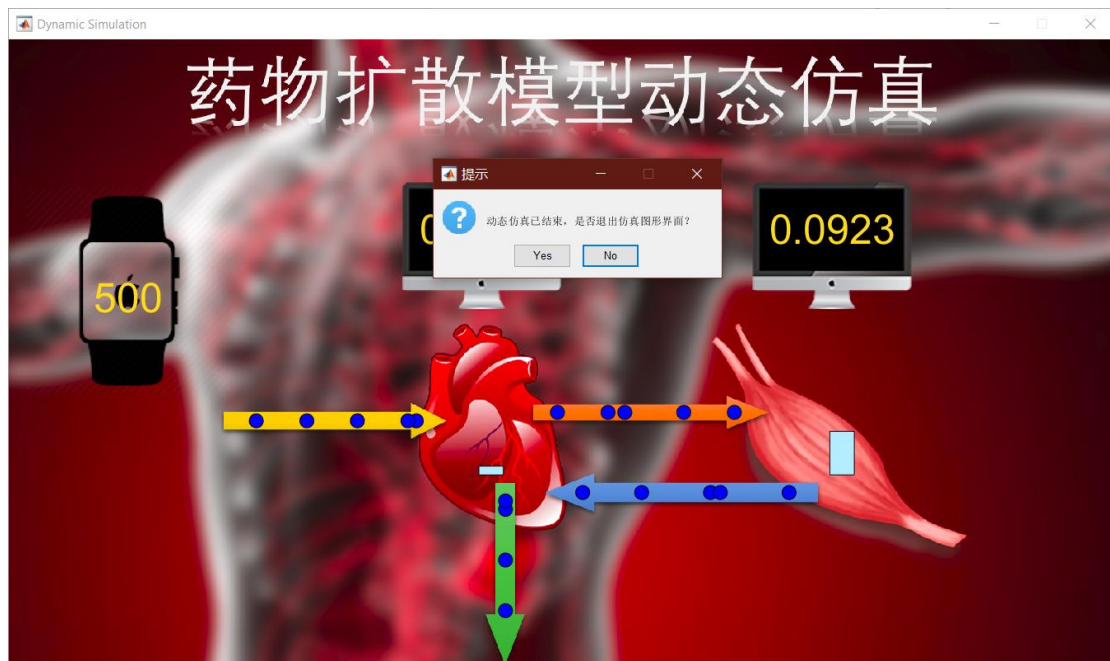 Dynamic Simulation
药物扩散模型动态仿真
提示
动态仿真已结束，是否退出仿真图形界面？
Yes No
0.0923
500